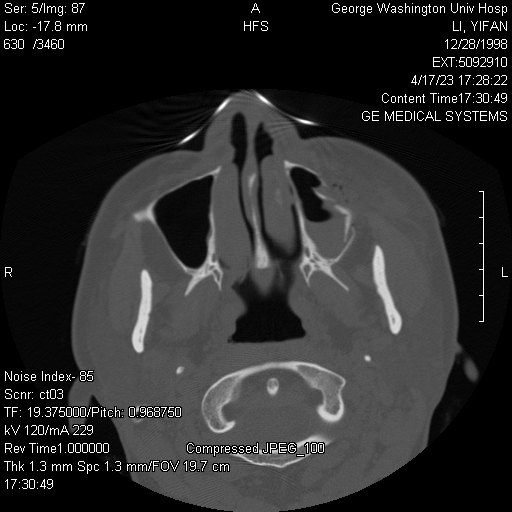 Ser: 5/Img: 87
Loc: -17.8 mm
630 /3460
A
HFS
George Washington Univ Hosp
LI, YIFAN
12/28/1998
EXT:5092910
4/17/23 17:28:22
Content Time17:30:49
GE MEDICAL SYSTEMS
R
L
Noise Index- 85
Scnr: ct03
TF: 19.375000/Pitch: 0.968750
kV 120/mA 229
Rev Time1.000000
Compressed JPEG_100
Thk 1.3 mm Spc 1.3 mm/FOV 19.7 cm
17:30:49